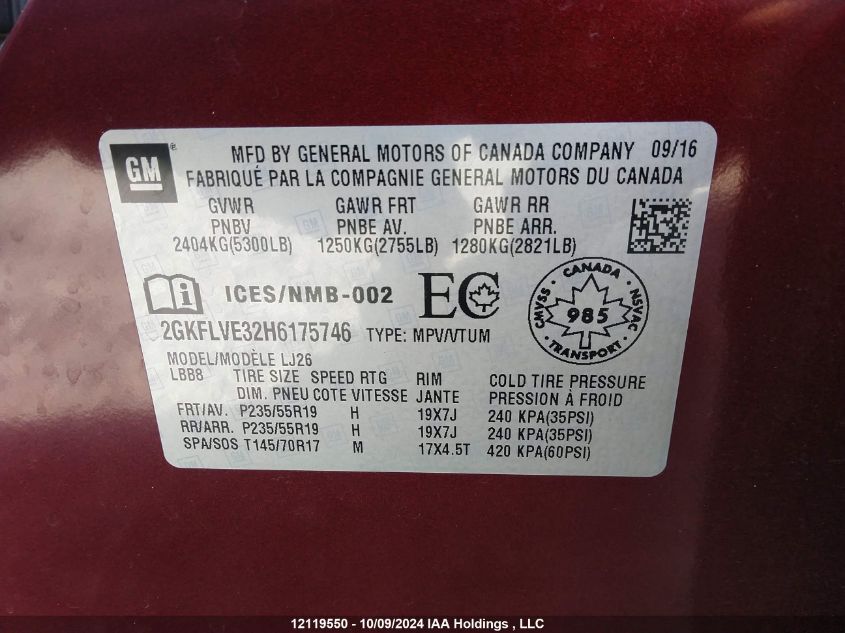 GM
MFD BY GENERAL MOTORS OF CANADA COMPANY 09/16
FABRIQUÉ PAR LA COMPAGNIE GENERAL MOTORS DU CANADA
GVWR GAWR FRT GAWR RR
PNBV PNBE AV. PNBE ARR.
2404KG(5300LB) 1250KG(2755LB) 1280KG(2821LB)
ICES/NMB-002 EC
CANADA
CMVSS 985 NSVAC
TRANSPORT
2GKFLVE32H6175746 TYPE: MPV/VTUM
MODEL/MODÈLE LJ26
LBB8 TIRE SIZE SPEED RTG RIM COLD TIRE PRESSURE
DIM. PNEU COTE VITESSE JANTE PRESSION À FROID
FRT/AV. P235/55R19 H 19X7J 240 KPA(35PSI)
RR/ARR. P235/55R19 H 19X7J 240 KPA(35PSI)
SPA/SOS T145/70R17 M 17X4.5T 420 KPA(60PSI)
12119550 - 10/09/2024 IAA Holdings , LLC